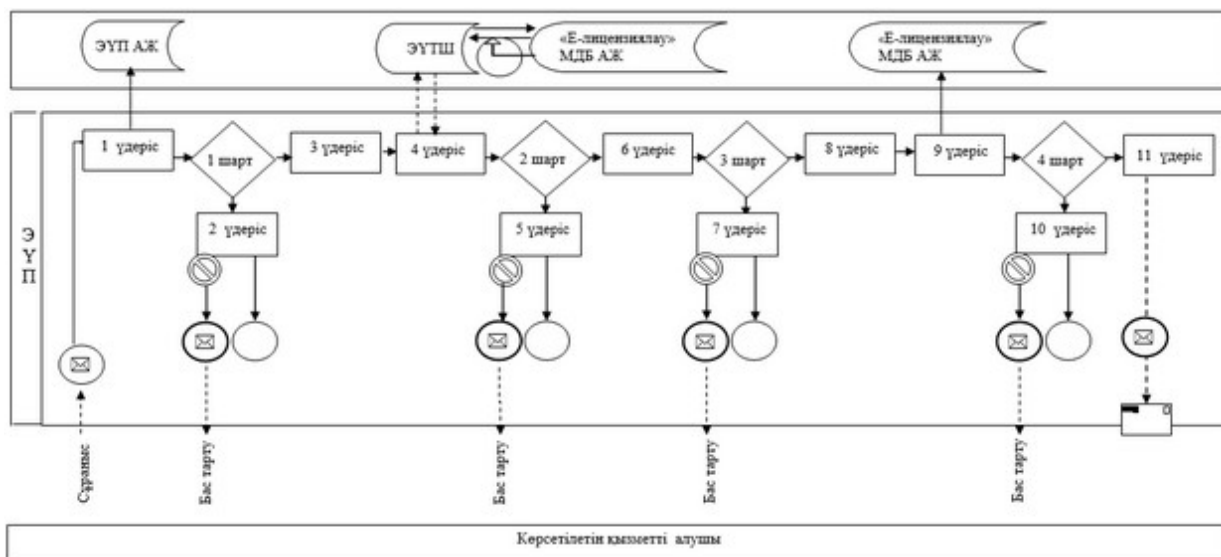 ЭҮП АЖ
ЭҮТШ
«Е-лицензиялау»
МДБ АЖ
«Е-лицензиялау»
МДБ АЖ
ЭҮП
1 үдеріс
1 шарт
3 үдеріс
4 үдеріс
2 шарт
6 үдеріс
3 шарт
8 үдеріс
9 үдеріс
4 шарт
11 үдеріс
2 үдеріс
5 үдеріс
7 үдеріс
10 үдеріс
Сұраныс
Бас тарту
Бас тарту
Бас тарту
Бас тарту
Көрсетілетін қызметті алушы